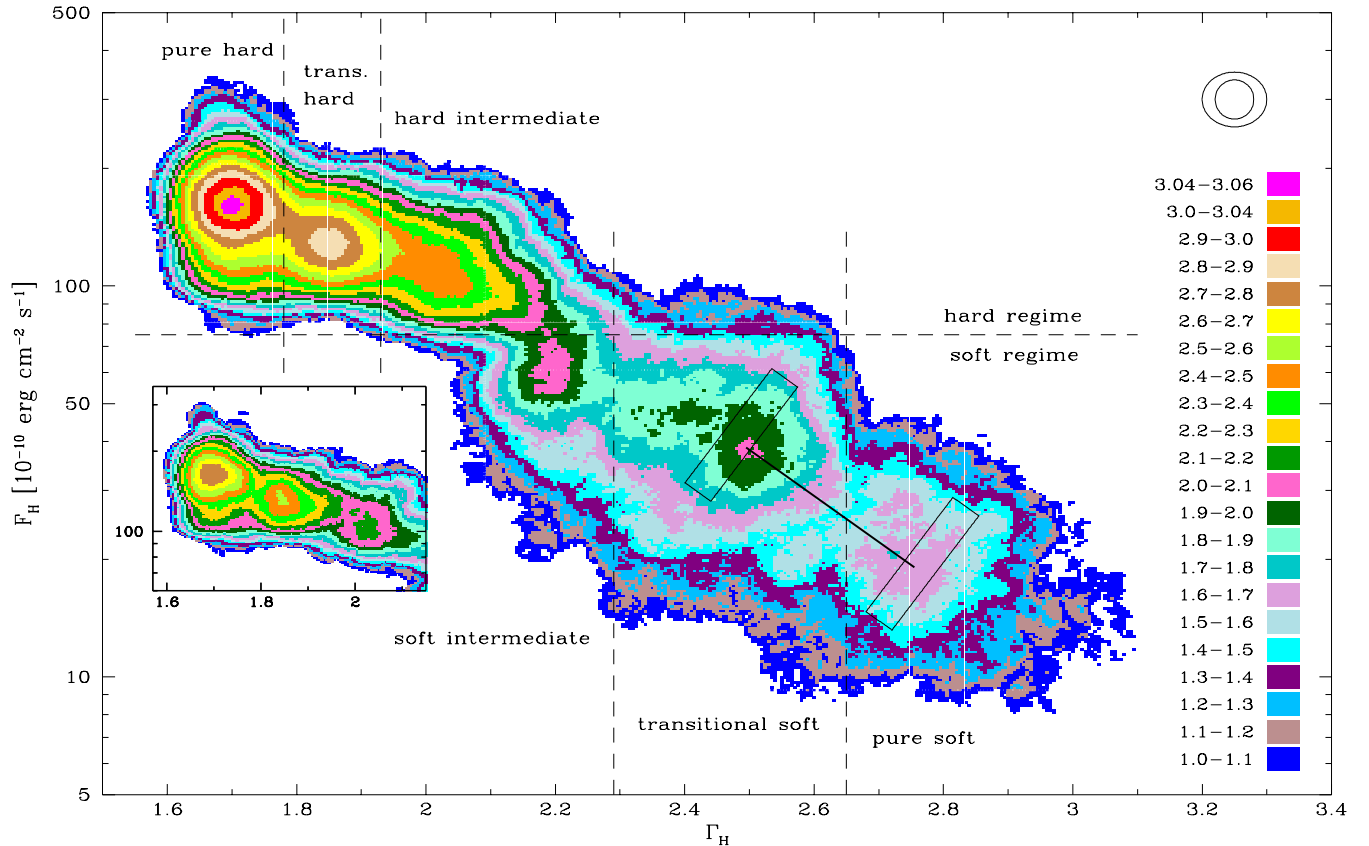 500
pure hard
trans.
hard
hard intermediate
100
hard regime
soft regime
50
10
5
F_H [10⁻¹⁰ erg cm⁻² s⁻¹]
100
1.6 1.8 2
soft intermediate
transitional soft
pure soft
3.04−3.06
3.0−3.04
2.9−3.0
2.8−2.9
2.7−2.8
2.6−2.7
2.5−2.6
2.4−2.5
2.3−2.4
2.2−2.3
2.1−2.2
2.0−2.1
1.9−2.0
1.8−1.9
1.7−1.8
1.6−1.7
1.5−1.6
1.4−1.5
1.3−1.4
1.2−1.3
1.1−1.2
1.0−1.1
1.6 1.8 2 2.2 2.4 2.6 2.8 3 3.2 3.4
Γ_H